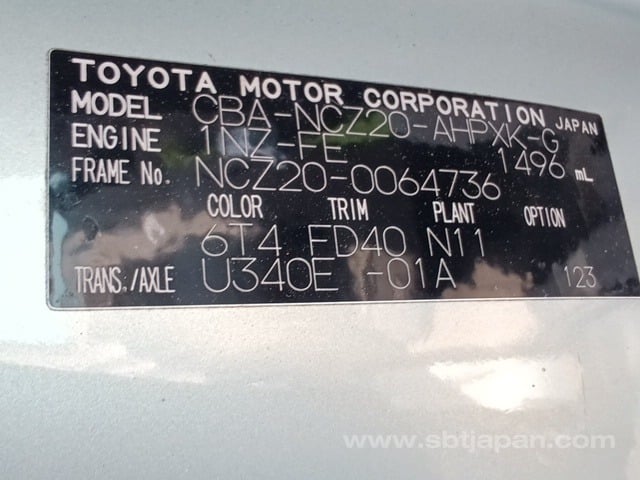 TOYOTA MOTOR CORPORATION JAPAN
MODEL CBA-NCZ20-AHPXK-G
ENGINE 1NZ-FE 1496 mL
FRAME No. NCZ20-0064736
COLOR TRIM PLANT OPTION
6T4 FD40 N11
TRANS./AXLE U340E -01A 123
www.sbtjapan.com